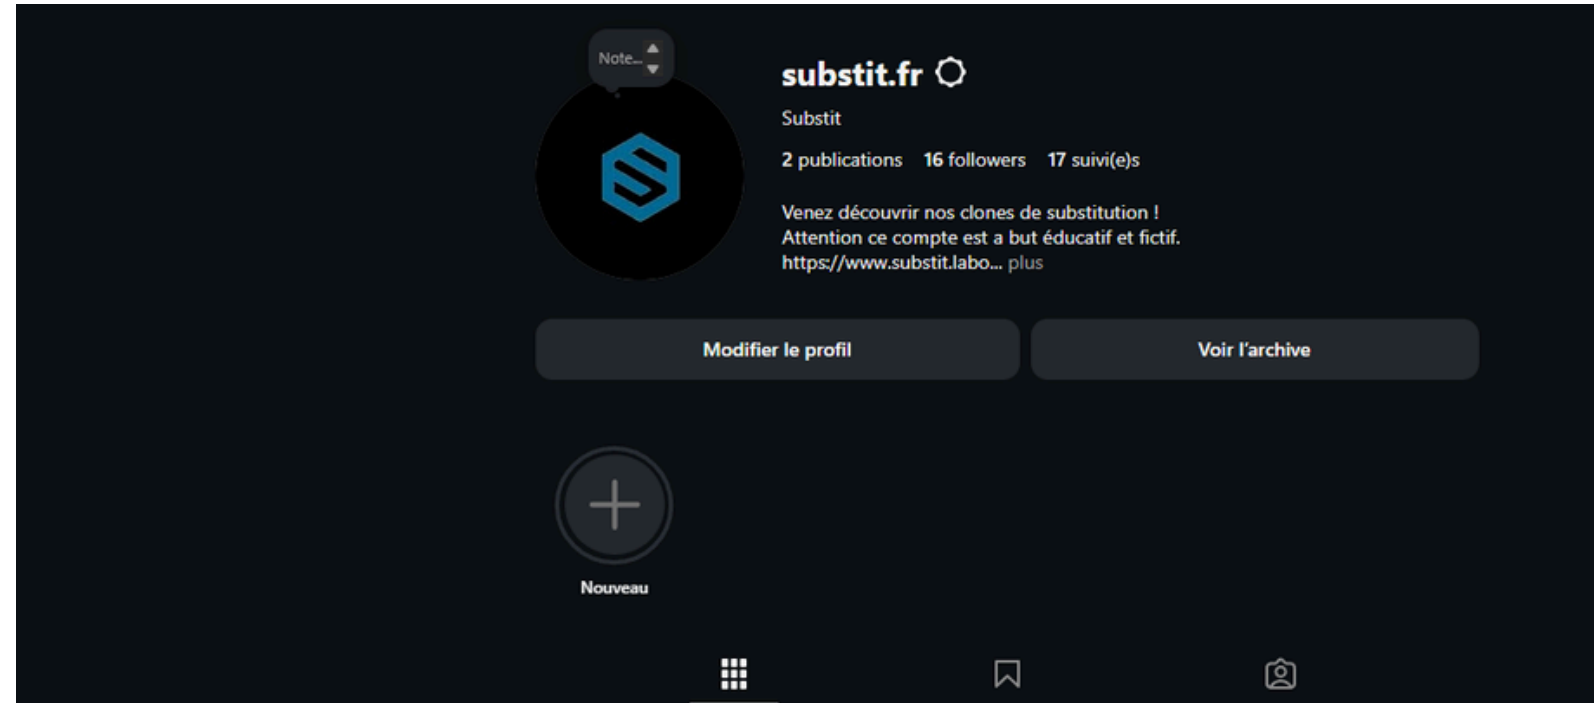 Note...
substit.fr
Substit
2 publications 16 followers 17 suivi(e)s
Venez découvrir nos clones de substitution !
Attention ce compte est a but éducatif et fictif.
https://www.substit.labo... plus
Modifier le profil
Voir l'archive
Nouveau